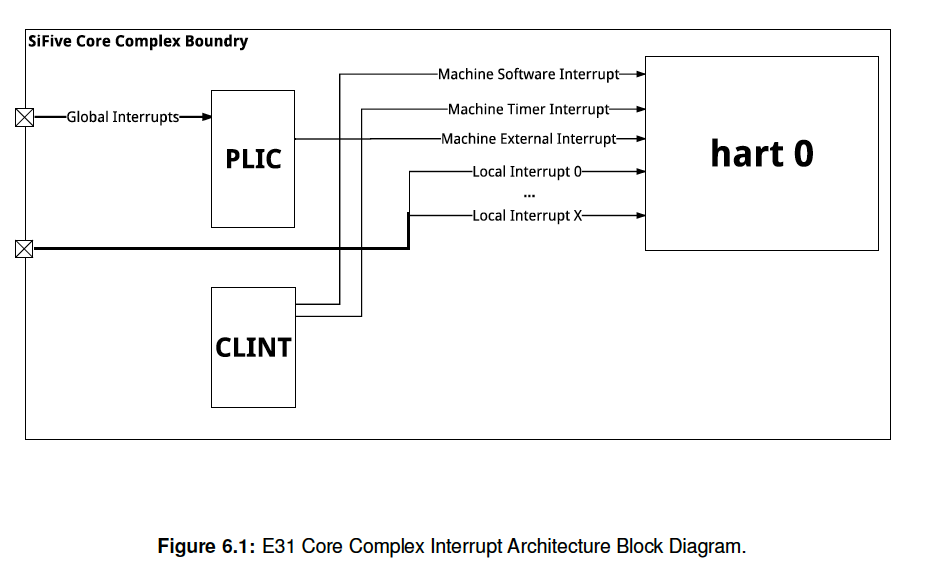 SiFive Core Complex Boundry
Machine Software Interrupt
Machine Timer Interrupt
Global Interrupts
Machine External Interrupt
PLIC
hart 0
Local Interrupt 0
...
Local Interrupt X
CLINT
Figure 6.1: E31 Core Complex Interrupt Architecture Block Diagram.